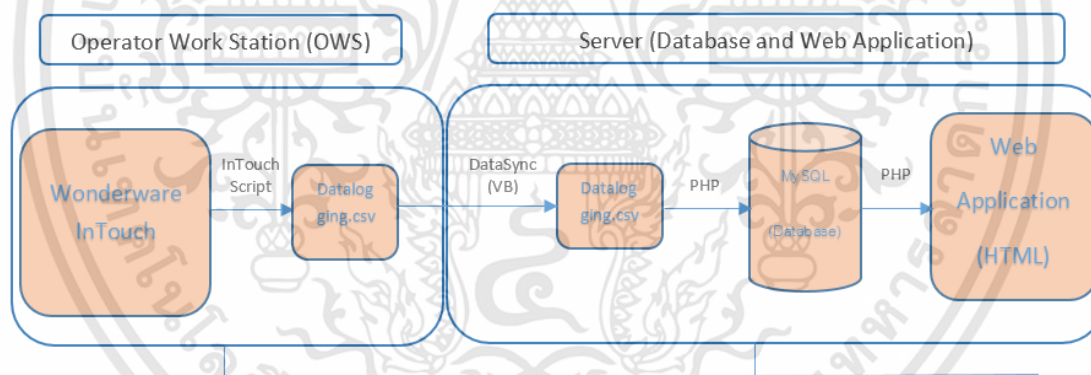 Operator Work Station (OWS)
Server (Database and Web Application)
Wonderware
InTouch
InTouch
Script
Datalog
ging.csv
DataSync
(VB)
Datalog
ging.csv
PHP
MySQL
(Database)
PHP
Web
Application
(HTML)